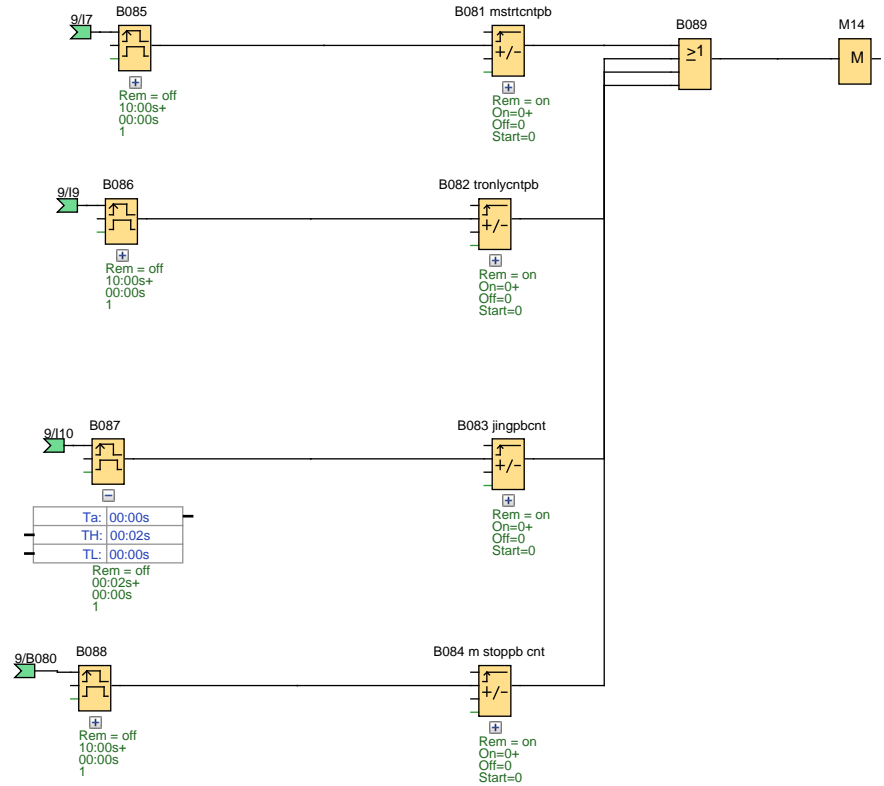 9/I7
B085
Rem = off
10:00s+
00:00s
1
B081 mstrtcntpb
+/-
Rem = on
On=0+
Off=0
Start=0
B089
≥1
M14
M
9/I9
B086
Rem = off
10:00s+
00:00s
1
B082 tronlycntpb
+/-
Rem = on
On=0+
Off=0
Start=0
9/I10
B087
Ta: 00:00s
TH: 00:02s
TL: 00:00s
Rem = off
00:02s+
00:00s
1
B083 jingpbcnt
+/-
Rem = on
On=0+
Off=0
Start=0
9/B080
B088
Rem = off
10:00s+
00:00s
1
B084 m stoppb cnt
+/-
Rem = on
On=0+
Off=0
Start=0